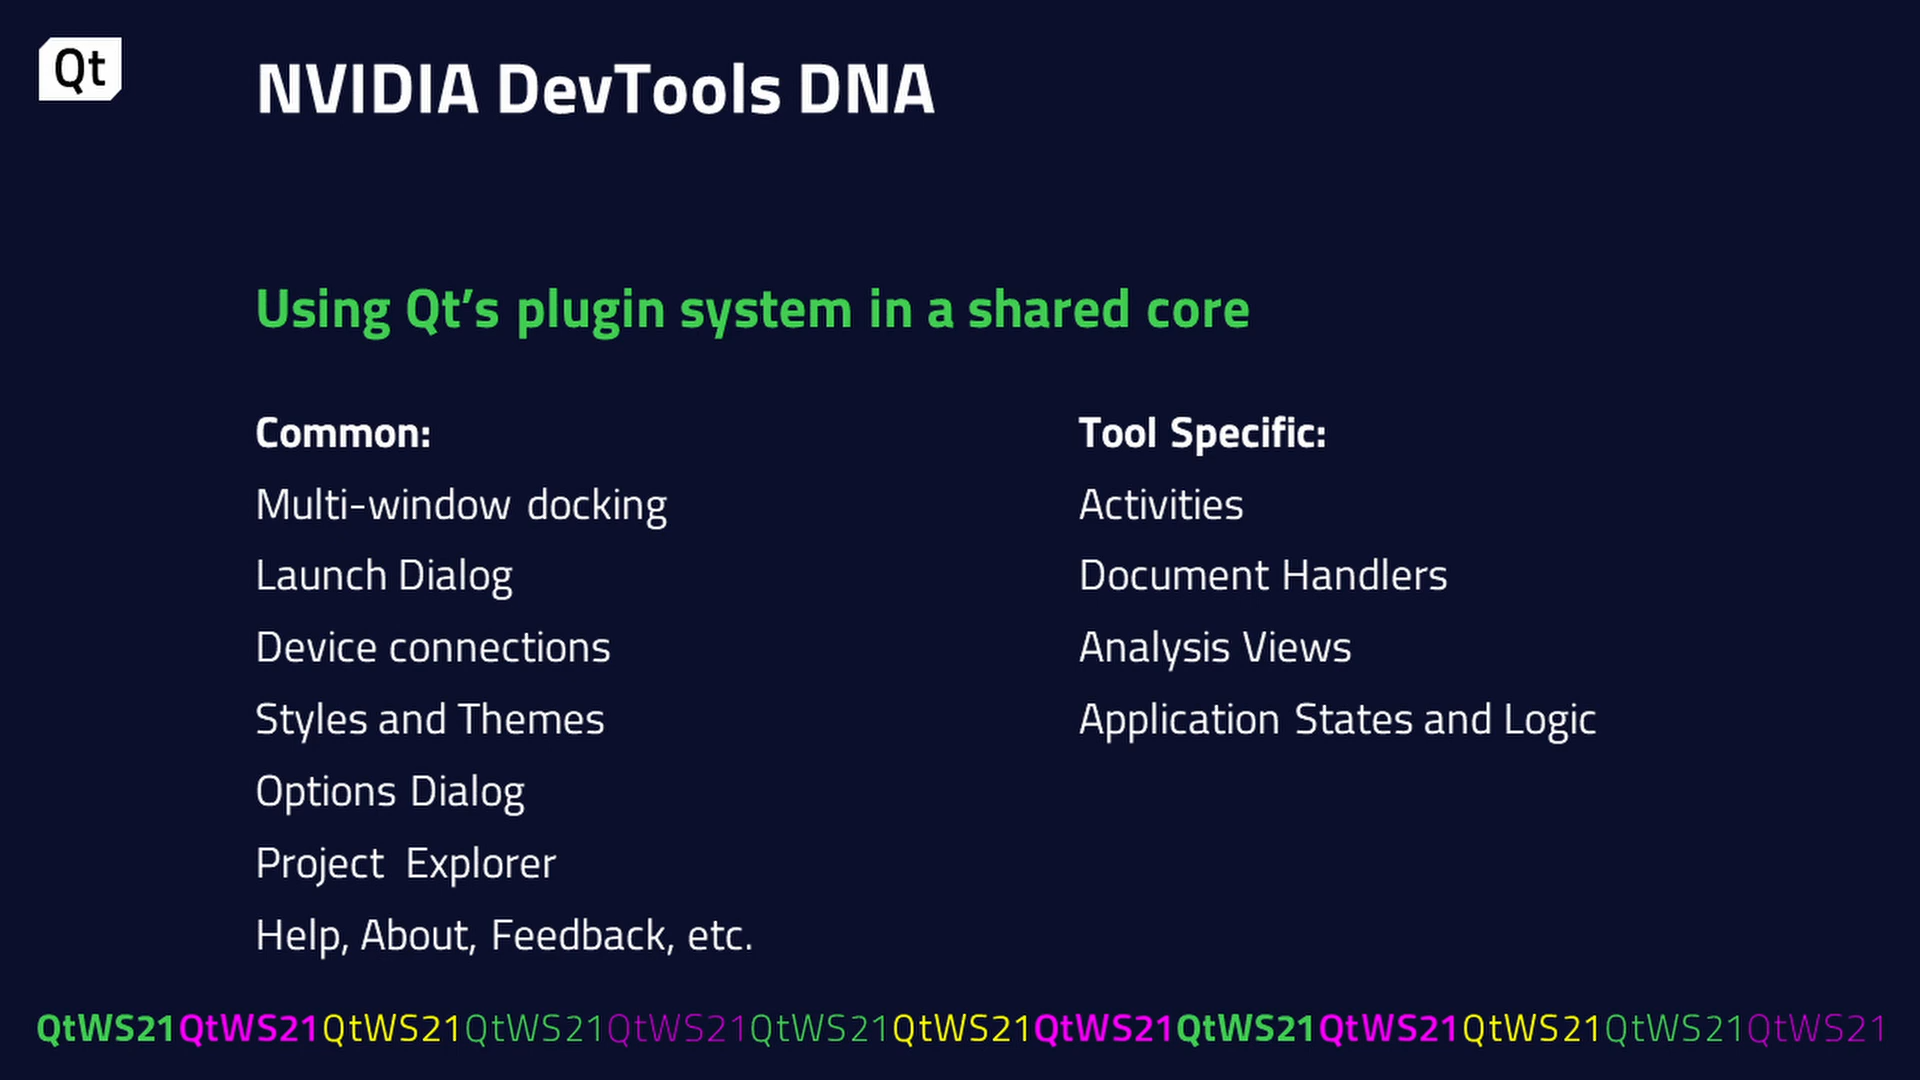 Qt
NVIDIA DevTools DNA
Using Qt's plugin system in a shared core
Common:
Multi-window docking
Launch Dialog
Device connections
Styles and Themes
Options Dialog
Project Explorer
Help, About, Feedback, etc.
Tool Specific:
Activities
Document Handlers
Analysis Views
Application States and Logic
QtWS21QtWS21QtWS21QtWS21QtWS21QtWS21QtWS21QtWS21QtWS21QtWS21QtWS21QtWS21QtWS21